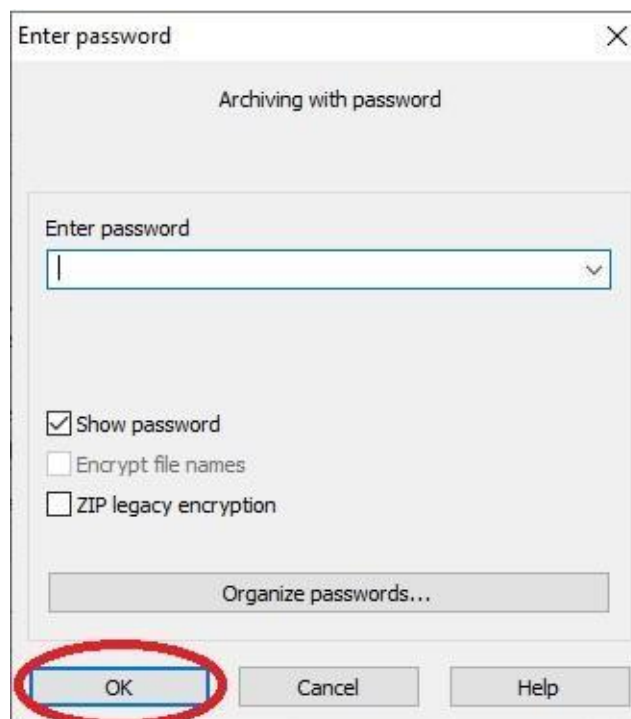 Enter password
Archiving with password
Enter password
Show password
Encrypt file names
ZIP legacy encryption
Organize passwords...
OK Cancel Help